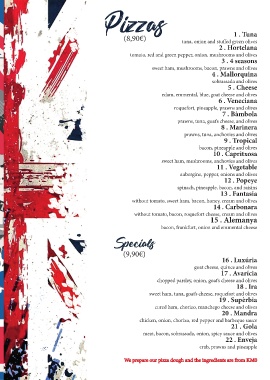 Pizzas
(8,90€)
1 . Tuna
tuna, onion and stuffed green olives
2 . Hortelana
tomato, red and green pepper, onion, mushrooms and olives
3 . 4 seasons
sweet ham, mushrooms, bacon, prawns and olives
4 . Mallorquina
sobrassada and olives
5 . Cheese
edam, emmental, blue, goat cheese and olives
6 . Veneciana
roquefort, pineapple, prawns and olives
7 . Bámbola
prawns, tuna, goat's cheese, and olives
8 . Marinera
prawns, tuna, anchovies and olives
9 . Tropical
bacon, pineapple and olives
10 . Capritxosa
sweet ham, mushrooms, anchovies and olives
11 . Vegetable
aubergine, pepper, onions and olives
12 . Popeye
spinach, pineapple, bacon and raisins
13 . Fantasia
without tomato, sweet ham, bacon, honey, cream and olives
14 . Carbonara
without tomato, bacon, roquefort cheese, cream and olives
15 . Alemanya
bacon, frankfurt, onion and emmental cheese
Specials
(9,90€)
16 . Luxúria
goat cheese, quince and olives
17 . Avaricia
chopped parsley, onion, goat's cheese and olives
18 . Ira
sweet ham, tuna, goat's cheese, roquefort and olives
19 . Supèrbia
cured ham, chorizo, manchego cheese and olives
20 . Mandra
chicken, onion, chorizo, red pepper and barbecue sauce
21 . Gola
meat, bacon, sobrassada, onion, spicy sauce and olives
22 . Enveja
crab, prawns and pineapple
We prepare our pizza dough and the ingredients are from KM0